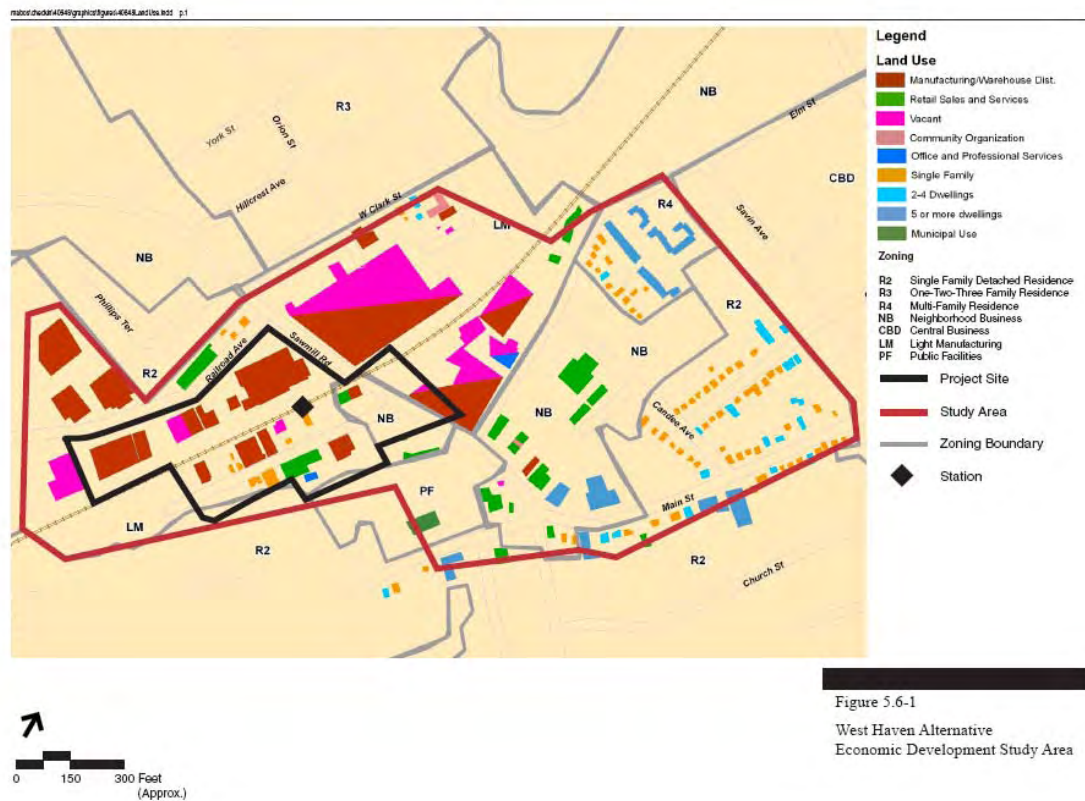 p.1
Legend
Land Use
Manufacturing/Warehouse Dist.
Retail Sales and Services
Vacant
Community Organization
Office and Professional Services
Single Family
2-4 Dwellings
5 or more dwellings
Municipal Use
Zoning
R2 Single Family Detached Residence
R3 One-Two-Three Family Residence
R4 Multi-Family Residence
NB Neighborhood Business
CBD Central Business
LM Light Manufacturing
PF Public Facilities
Project Site
Study Area
Zoning Boundary
Station
NB
R3
Elm St
York St
Orion St
CBD
Hillcrest Ave
W Clark St
R4
Savin Ave
LM
NB
Phillips Ter
R2
Sawmill Rd
Railroad Ave
R2
NB
NB
NB
Candee Ave
PF
Main St
LM
R2
R2
Church St
Figure 5.6-1
West Haven Alternative
Economic Development Study Area
0 150 300 Feet
(Approx.)